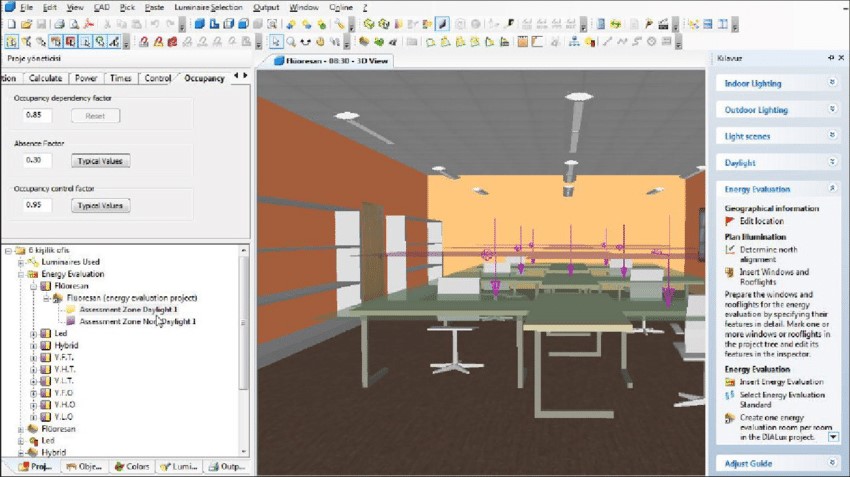 File Edit View CAD Pick Paste Luminaire Selection Output Window Online ?
Proje yöneticisi
Flüoresan - 08:30 - 3D View
Kılavuz
tion Calculate Power Times Control Occupancy
Occupancy dependency factor
0.85 Reset
Absence Factor
0.30 Typical Values
Occupancy control factor
0.95 Typical Values
6 kişilik ofis
Luminaires Used
Energy Evaluation
Flüoresan
Flüoresan (energy evaluation project)
Assessment Zone Daylight 1
Assessment Zone Non Daylight 1
Led
Hybrid
Y.F.T.
Y.H.T.
Y.L.T.
Y.F.O
Y.H.O
Y.L.O
Flüoresan
Led
Hybrid
Proj... Obje... Colors Lumi... Outp...
Indoor Lighting
Outdoor Lighting
Light scenes
Daylight
Energy Evaluation
Geographical information
Edit location
Plan Illumination
Determine north
alignment
Insert Windows and
Rooflights
Prepare the windows and
rooflights for the energy
evaluation by specifying their
features in detail. Mark one or
more windows or rooflights in
the project tree and edit its
features in the inspector.
Energy Evaluation
Insert Energy Evaluation
Select Energy Evaluation
Standard
Create one energy
evaluation room per room
in the DIALux project.
Adjust Guide